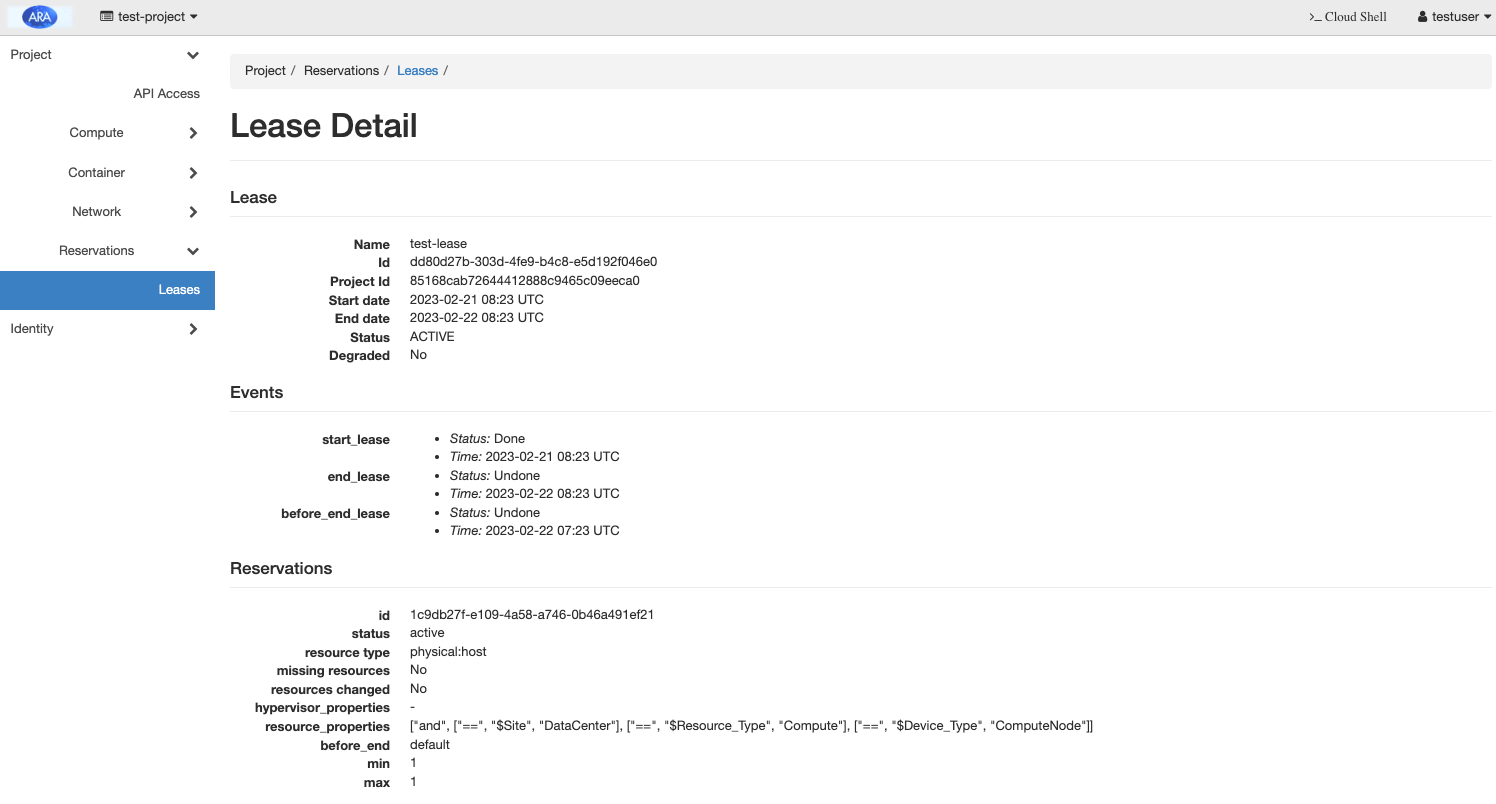 ARA test-project >_ Cloud Shell testuser
Project
API Access
Compute
Container
Network
Reservations
Leases
Identity
Project / Reservations / Leases /
Lease Detail
Lease
Name test-lease
Id dd80d27b-303d-4fe9-b4c8-e5d192f046e0
Project Id 85168cab72644412888c9465c09eeca0
Start date 2023-02-21 08:23 UTC
End date 2023-02-22 08:23 UTC
Status ACTIVE
Degraded No
Events
start_lease • Status: Done
• Time: 2023-02-21 08:23 UTC
end_lease • Status: Undone
• Time: 2023-02-22 08:23 UTC
before_end_lease • Status: Undone
• Time: 2023-02-22 07:23 UTC
Reservations
id 1c9db27f-e109-4a58-a746-0b46a491ef21
status active
resource type physical:host
missing resources No
resources changed No
hypervisor_properties -
resource_properties ["and", ["==", "$Site", "DataCenter"], ["==", "$Resource_Type", "Compute"], ["==", "$Device_Type", "ComputeNode"]]
before_end default
min 1
max 1